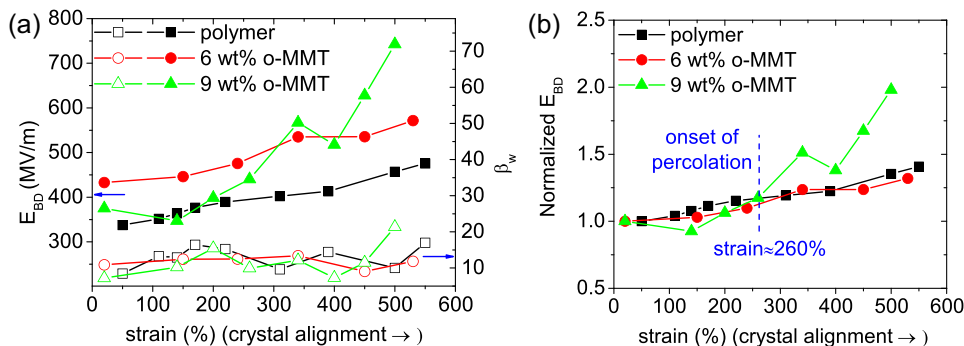 (a)
polymer
6 wt% o-MMT
9 wt% o-MMT
E_BD (MV/m)
800
700
600
500
400
300
70
60
50
40
30
20
10
β_w
0 100 200 300 400 500 600
strain (%) (crystal alignment → )
(b)
polymer
6 wt% o-MMT
9 wt% o-MMT
onset of
percolation
strain≈260%
Normalized E_BD
2.5
2.0
1.5
1.0
0.5
0 100 200 300 400 500 600
strain (%) (crystal alignment → )